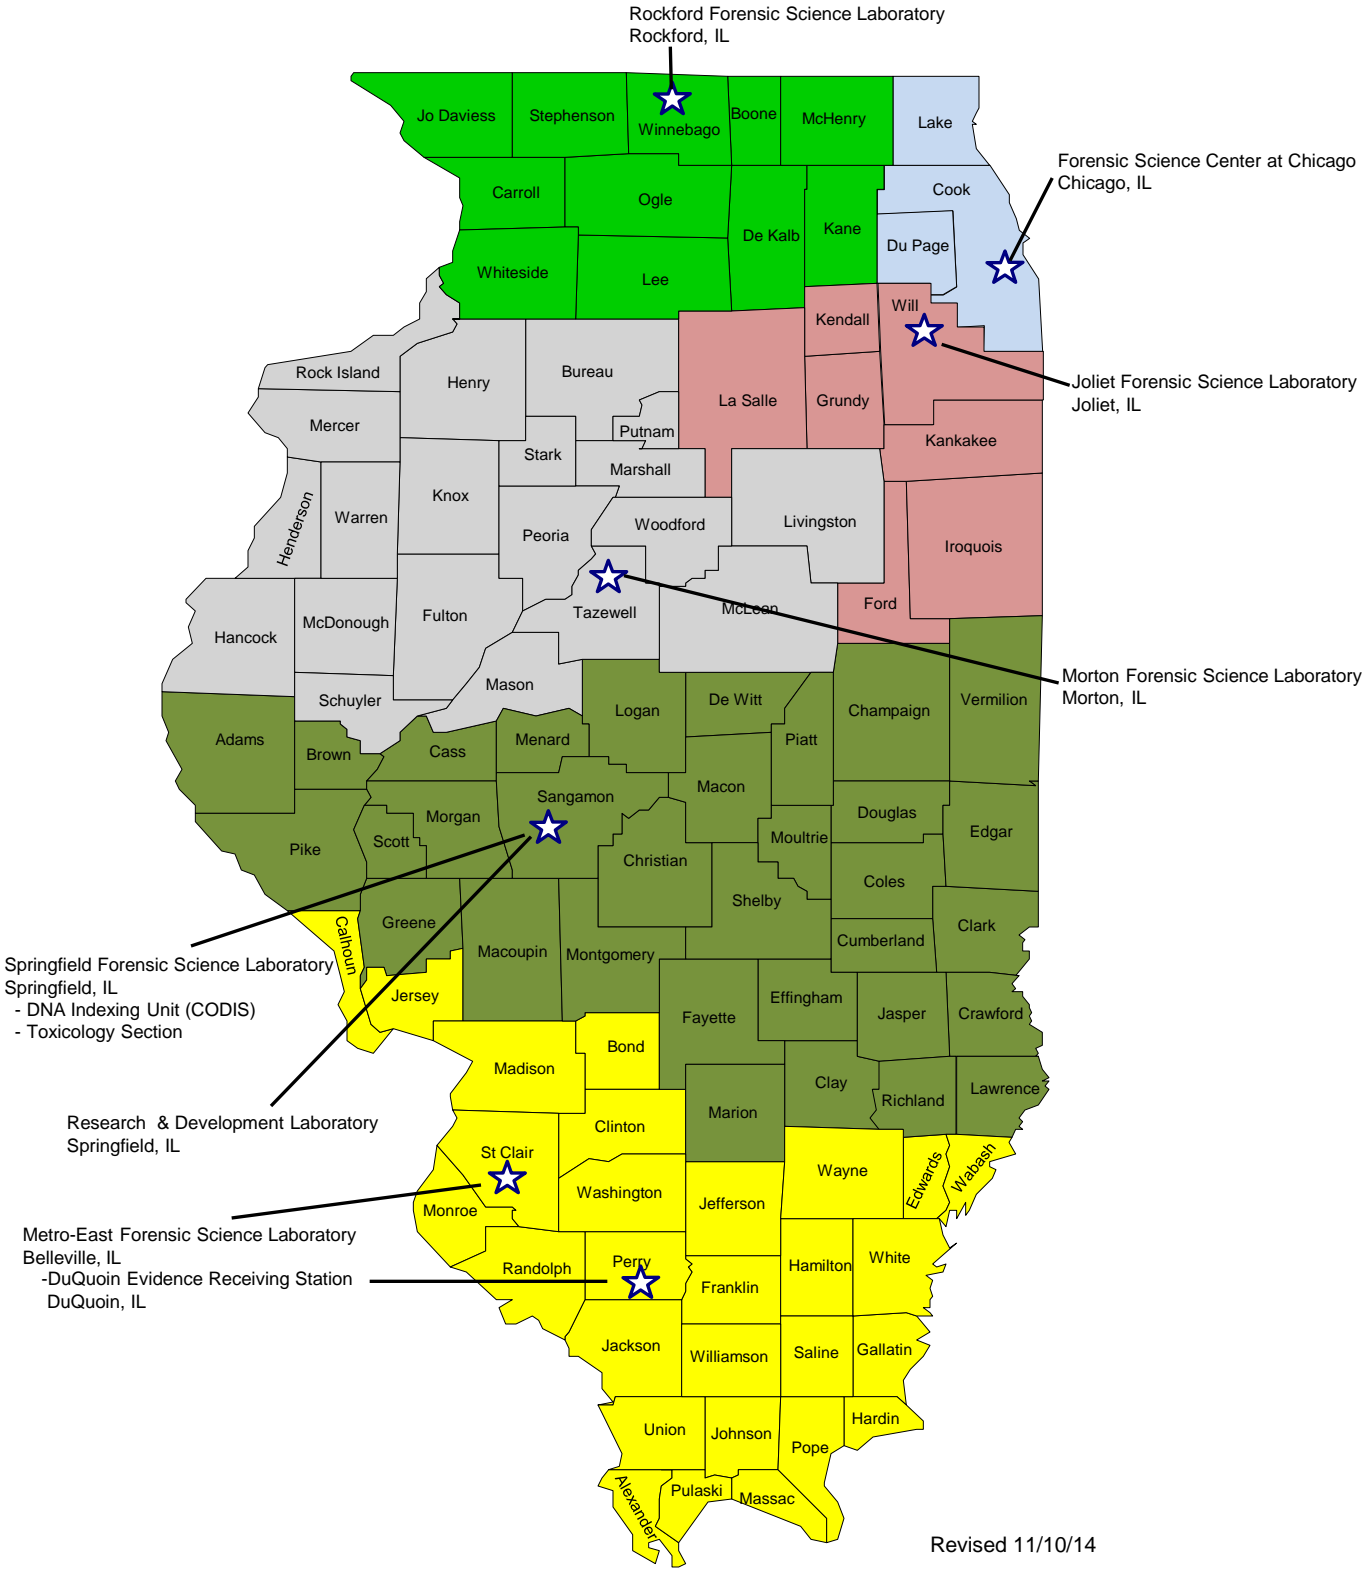 Rockford Forensic Science Laboratory
Rockford, IL
Jo Daviess
Stephenson
Winnebago
Boone
McHenry
Lake
Forensic Science Center at Chicago
Chicago, IL
Carroll
Ogle
De Kalb
Kane
Cook
Du Page
Whiteside
Lee
Kendall
Will
Rock Island
Henry
Bureau
La Salle
Grundy
Joliet Forensic Science Laboratory
Joliet, IL
Mercer
Putnam
Kankakee
Stark
Marshall
Henderson
Warren
Knox
Peoria
Woodford
Livingston
Iroquois
Hancock
McDonough
Fulton
Tazewell
McLean
Ford
Morton Forensic Science Laboratory
Morton, IL
Schuyler
Mason
Logan
De Witt
Champaign
Vermilion
Adams
Brown
Cass
Menard
Piatt
Macon
Sangamon
Pike
Scott
Morgan
Christian
Moultrie
Douglas
Edgar
Coles
Shelby
Greene
Calhoun
Macoupin
Montgomery
Cumberland
Clark
Springfield Forensic Science Laboratory
Springfield, IL
- DNA Indexing Unit (CODIS)
- Toxicology Section
Jersey
Fayette
Effingham
Jasper
Crawford
Bond
Madison
Clay
Richland
Lawrence
Marion
Research & Development Laboratory
Springfield, IL
Clinton
St Clair
Washington
Wayne
Edwards
Wabash
Monroe
Jefferson
Metro-East Forensic Science Laboratory
Belleville, IL
-DuQuoin Evidence Receiving Station
DuQuoin, IL
Randolph
Perry
Franklin
Hamilton
White
Jackson
Williamson
Saline
Gallatin
Union
Johnson
Pope
Hardin
Alexander
Pulaski
Massac
Revised 11/10/14